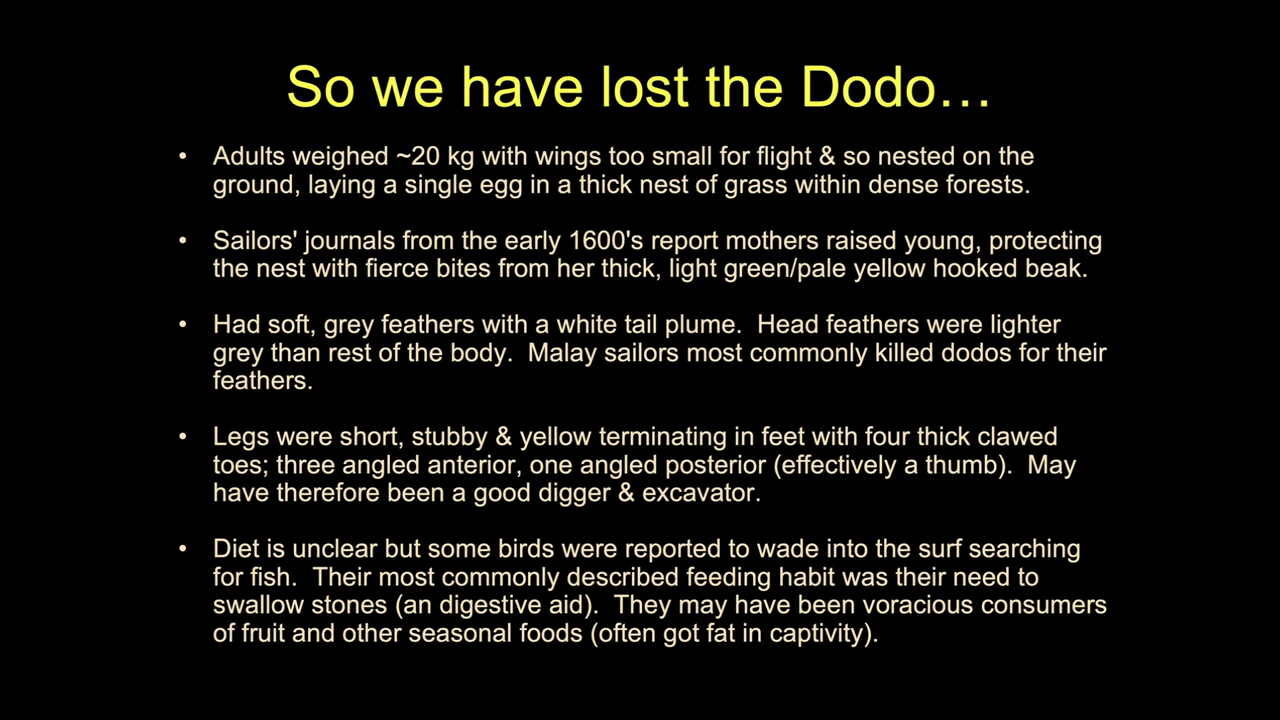 So we have lost the Dodo…
• Adults weighed ~20 kg with wings too small for flight & so nested on the
ground, laying a single egg in a thick nest of grass within dense forests.
• Sailors' journals from the early 1600's report mothers raised young, protecting
the nest with fierce bites from her thick, light green/pale yellow hooked beak.
• Had soft, grey feathers with a white tail plume.  Head feathers were lighter
grey than rest of the body.  Malay sailors most commonly killed dodos for their
feathers.
• Legs were short, stubby & yellow terminating in feet with four thick clawed
toes; three angled anterior, one angled posterior (effectively a thumb).  May
have therefore been a good digger & excavator.
• Diet is unclear but some birds were reported to wade into the surf searching
for fish.  Their most commonly described feeding habit was their need to
swallow stones (an digestive aid).  They may have been voracious consumers
of fruit and other seasonal foods (often got fat in captivity).